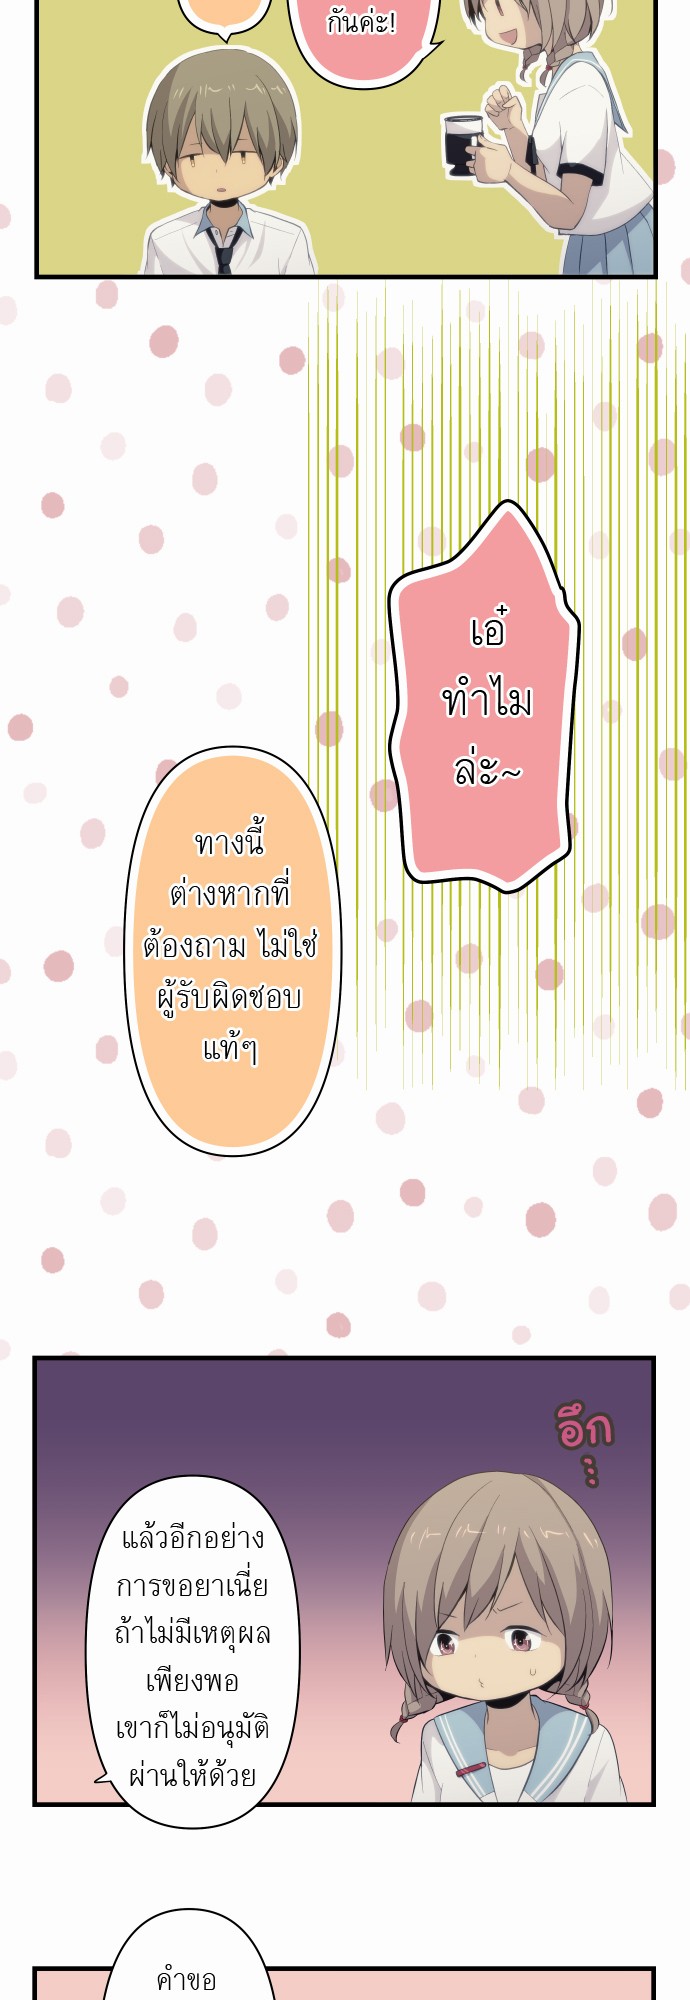 กันค่ะ!
เอ๋
ทำไม
ล่ะ~
ทางนี้
ต่างหากที่
ต้องถาม ไม่ใช่
ผู้รับผิดชอบ
แท้ๆ
อึก
แล้วอีกอย่าง
การขอยาเนี่ย
ถ้าไม่มีเหตุผล
เพียงพอ
เขาก็ไม่อนุมัติ
ผ่านให้ด้วย
คำขอ